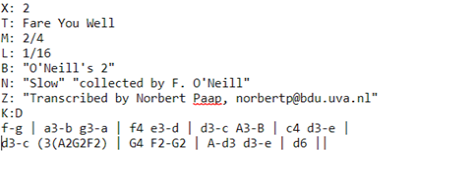 X: 2
T: Fare You Well
M: 2/4
L: 1/16
B: "O'Neill's 2"
N: "Slow" "collected by F. O'Neill"
Z: "Transcribed by Norbert Paap, norbertp@bdu.uva.nl"
K:D
f-g | a3-b g3-a | f4 e3-d | d3-c A3-B | c4 d3-e |
d3-c (3(A2G2F2) | G4 F2-G2 | A-d3 d3-e | d6 ||